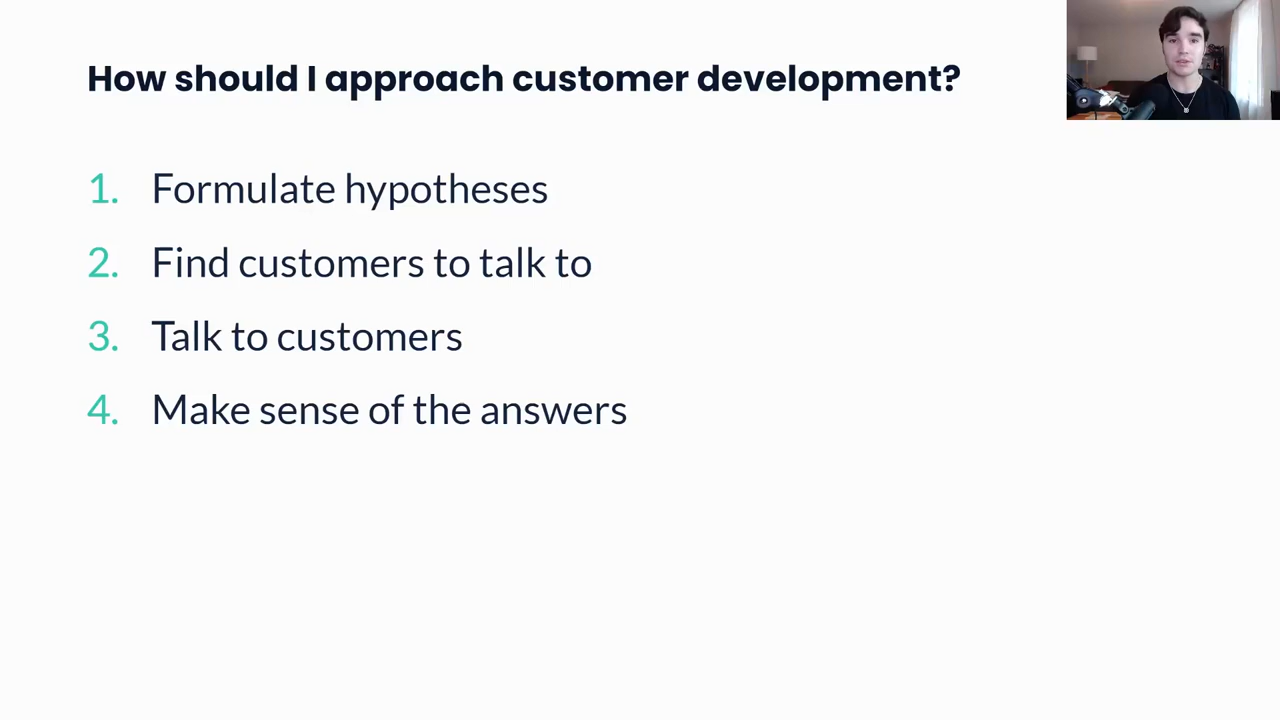 How should I approach customer development?
1. Formulate hypotheses
2. Find customers to talk to
3. Talk to customers
4. Make sense of the answers